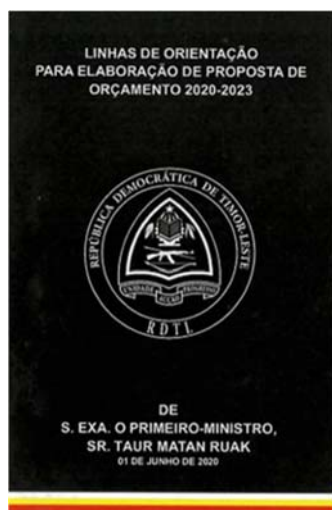 LINHAS DE ORIENTAÇÃO
PARA ELABORAÇÃO DE PROPOSTA DE
ORÇAMENTO 2020-2023
REPÚBLICA DEMOCRÁTICA DE TIMOR-LESTE
UNIDADE ACÇÃO PROGRESSO
RDTL
DE
S. EXA. O PRIMEIRO-MINISTRO,
SR. TAUR MATAN RUAK
01 DE JUNHO DE 2020